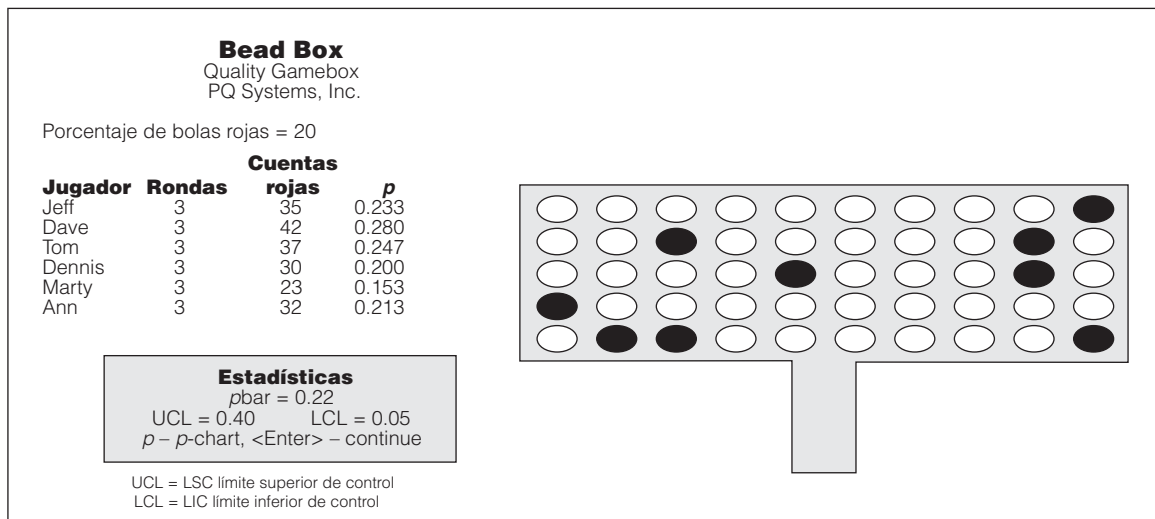 Bead Box
Quality Gamebox
PQ Systems, Inc.
Porcentaje de bolas rojas = 20
Cuentas
Jugador Rondas rojas p
Jeff 3 35 0.233
Dave 3 42 0.280
Tom 3 37 0.247
Dennis 3 30 0.200
Marty 3 23 0.153
Ann 3 32 0.213
Estadísticas
pbar = 0.22
UCL = 0.40 LCL = 0.05
p – p-chart, <Enter> – continue
UCL = LSC límite superior de control
LCL = LIC límite inferior de control